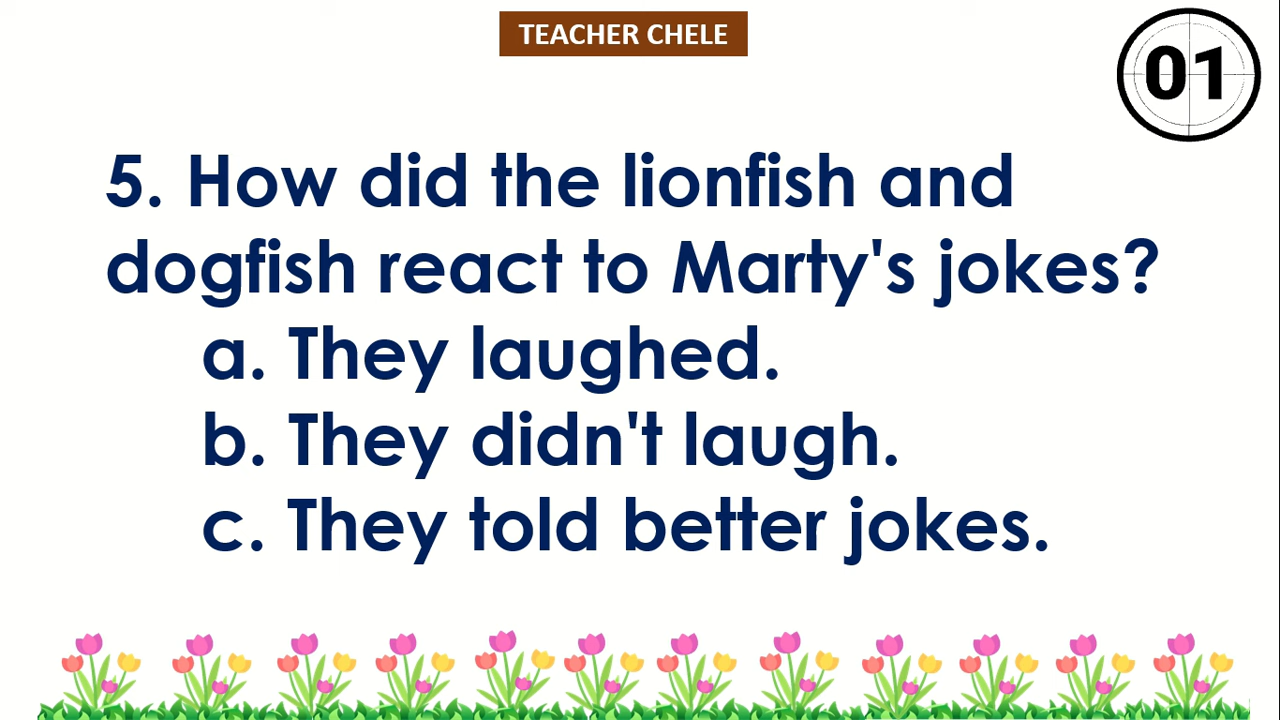 TEACHER CHELE
01
5. How did the lionfish and
dogfish react to Marty's jokes?
a. They laughed.
b. They didn't laugh.
c. They told better jokes.